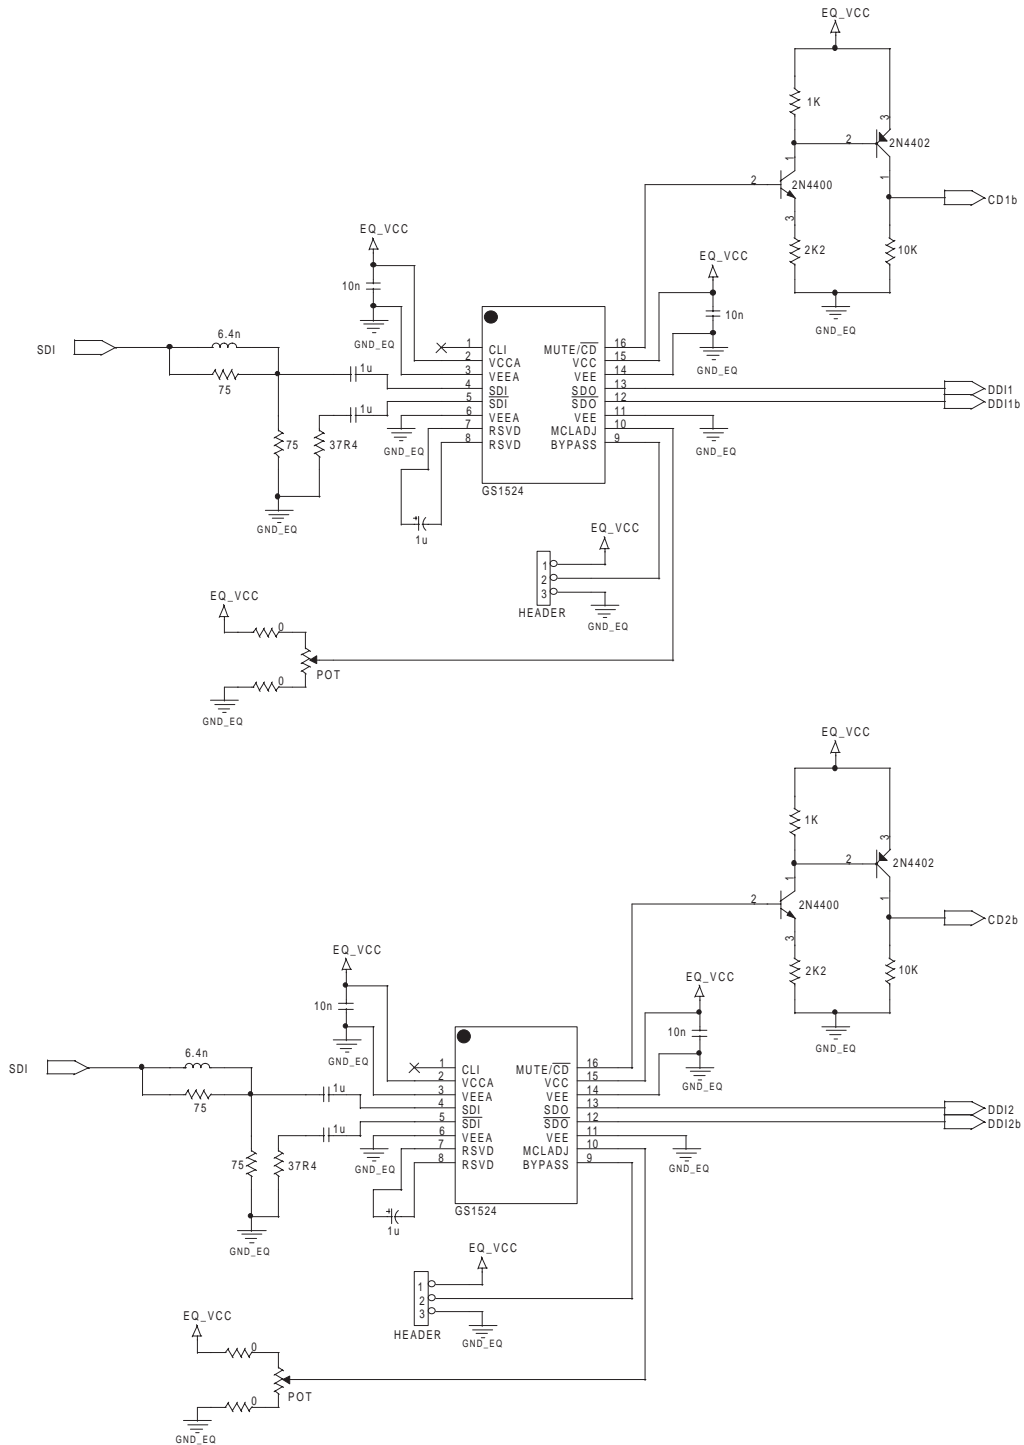 EQ_VCC
1K
3
2
2N4402
1
1
2
2N4400
CD1b
3
2K2
10K
GND_EQ
EQ_VCC
10n
GND_EQ
EQ_VCC
10n
GND_EQ
SDI
6.4n
75
1u
1u
75
37R4
GND_EQ
GND_EQ
1 CLI MUTE/CD 16
2 VCCA VCC 15
3 VEEA VEE 14
4 SDI SDO 13
5 SDI SDO 12
6 VEEA VEE 11
7 RSVD MCLADJ 10
8 RSVD BYPASS 9
DDI1
DDI1b
GND_EQ
GS1524
+
1u
EQ_VCC
1
2
3
HEADER
GND_EQ
EQ_VCC
0
POT
0
GND_EQ
EQ_VCC
1K
3
2
2N4402
1
1
2
2N4400
CD2b
3
2K2
10K
GND_EQ
EQ_VCC
10n
GND_EQ
EQ_VCC
10n
GND_EQ
SDI
6.4n
75
1u
1u
75
37R4
GND_EQ
GND_EQ
1 CLI MUTE/CD 16
2 VCCA VCC 15
3 VEEA VEE 14
4 SDI SDO 13
5 SDI SDO 12
6 VEEA VEE 11
7 RSVD MCLADJ 10
8 RSVD BYPASS 9
DDI2
DDI2b
GND_EQ
GS1524
+
1u
EQ_VCC
1
2
3
HEADER
GND_EQ
EQ_VCC
0
POT
0
GND_EQ